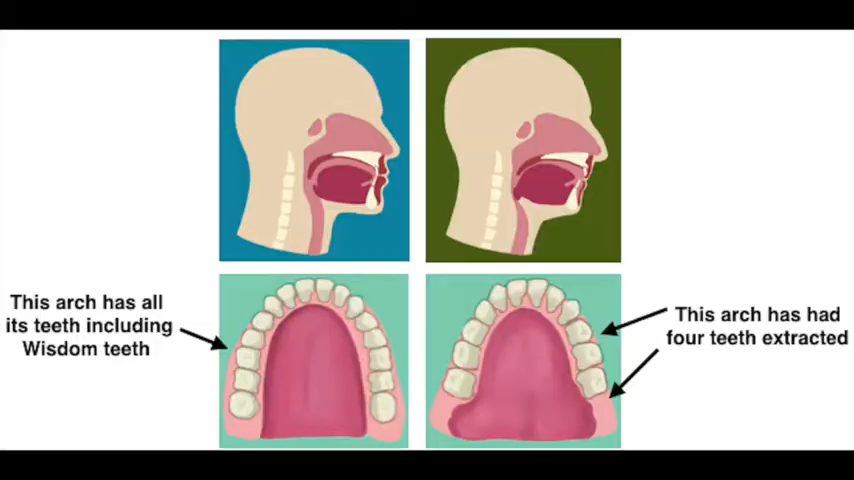 This arch has all
its teeth including
Wisdom teeth
This arch has had
four teeth extracted